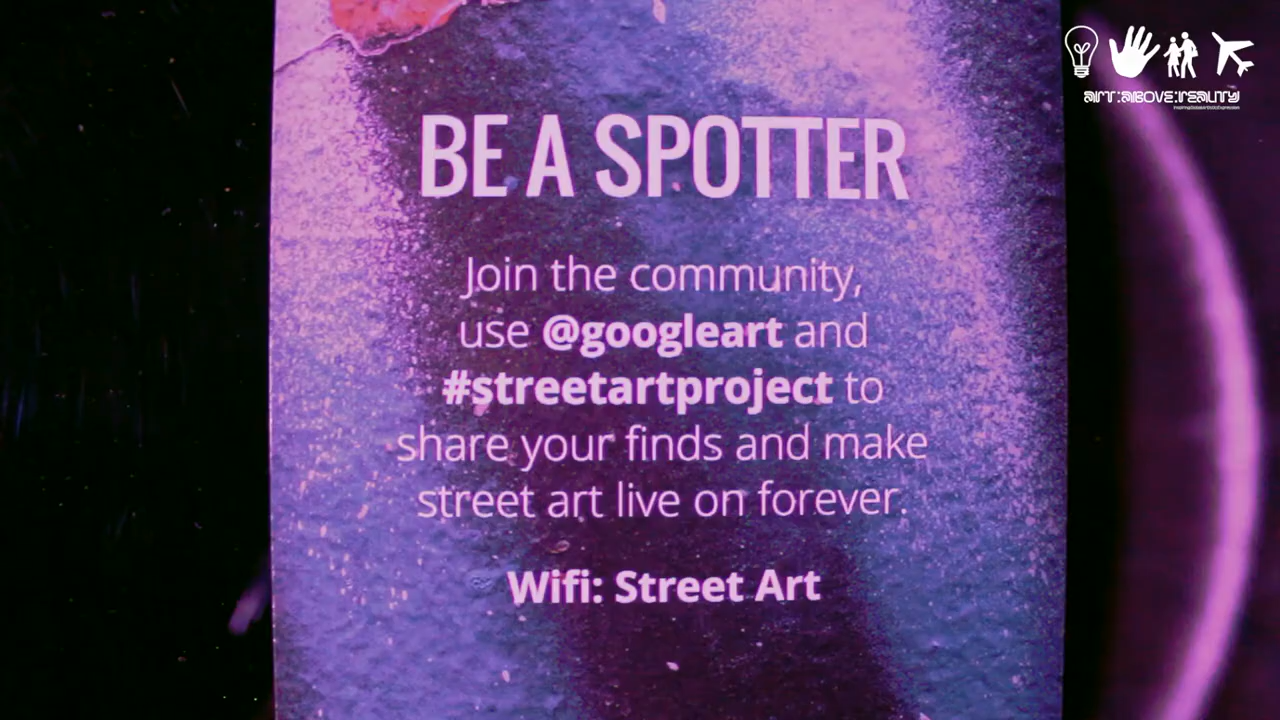 ART:ABOVE:REALITY
BE A SPOTTER
Join the community,
use @googleart and
#streetartproject to
share your finds and make
street art live on forever.
Wifi: Street Art